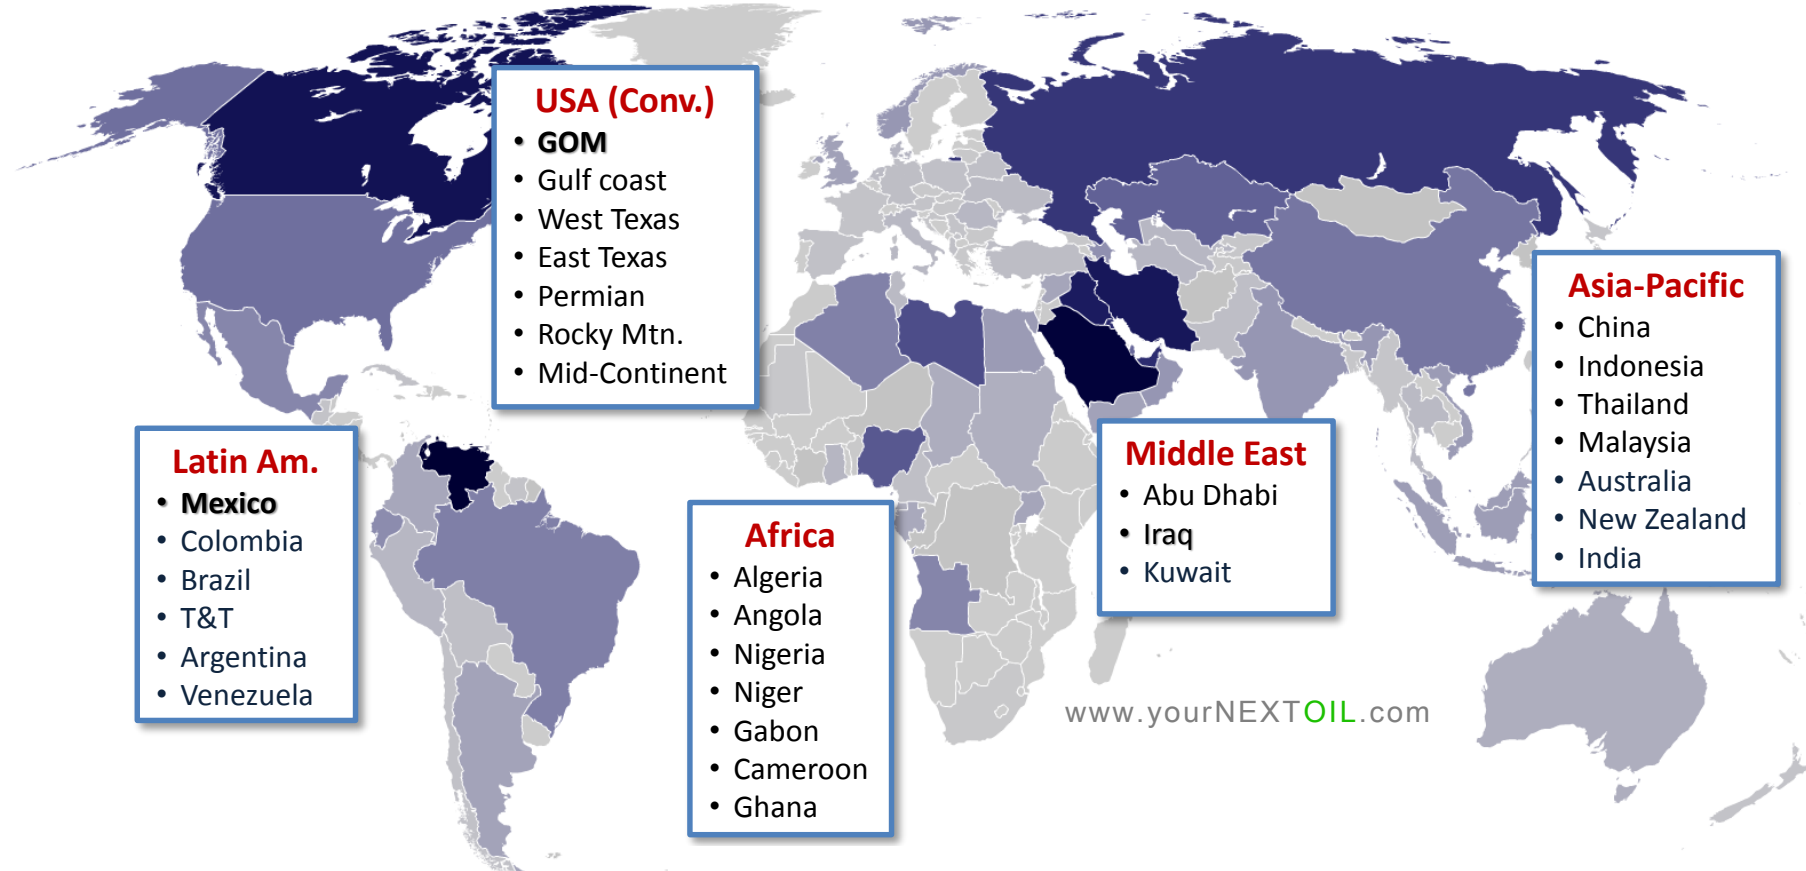 USA (Conv.)
• GOM
• Gulf coast
• West Texas
• East Texas
• Permian
• Rocky Mtn.
• Mid-Continent
Latin Am.
• Mexico
• Colombia
• Brazil
• T&T
• Argentina
• Venezuela
Africa
• Algeria
• Angola
• Nigeria
• Niger
• Gabon
• Cameroon
• Ghana
Middle East
• Abu Dhabi
• Iraq
• Kuwait
Asia-Pacific
• China
• Indonesia
• Thailand
• Malaysia
• Australia
• New Zealand
• India
www.yourNEXTOIL.com